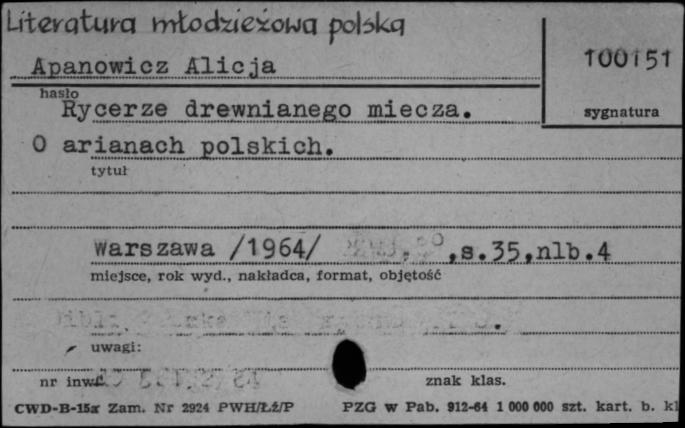 Literatura młodzieżowa polska
Apanowicz Alicja
100151
hasło
Rycerze drewnianego miecza.
sygnatura
O arianach polskich.
tytuł
Warszawa /1964/ ,s.35,nlb.4
miejsce, rok wyd., nakładca, format, objętość
uwagi:
nr inw.
znak klas.
CWD-B-15x Zam. Nr 2924 PWH/Łź/P PZG w Pab. 912-64 1 000 000 szt. kart. b. kl